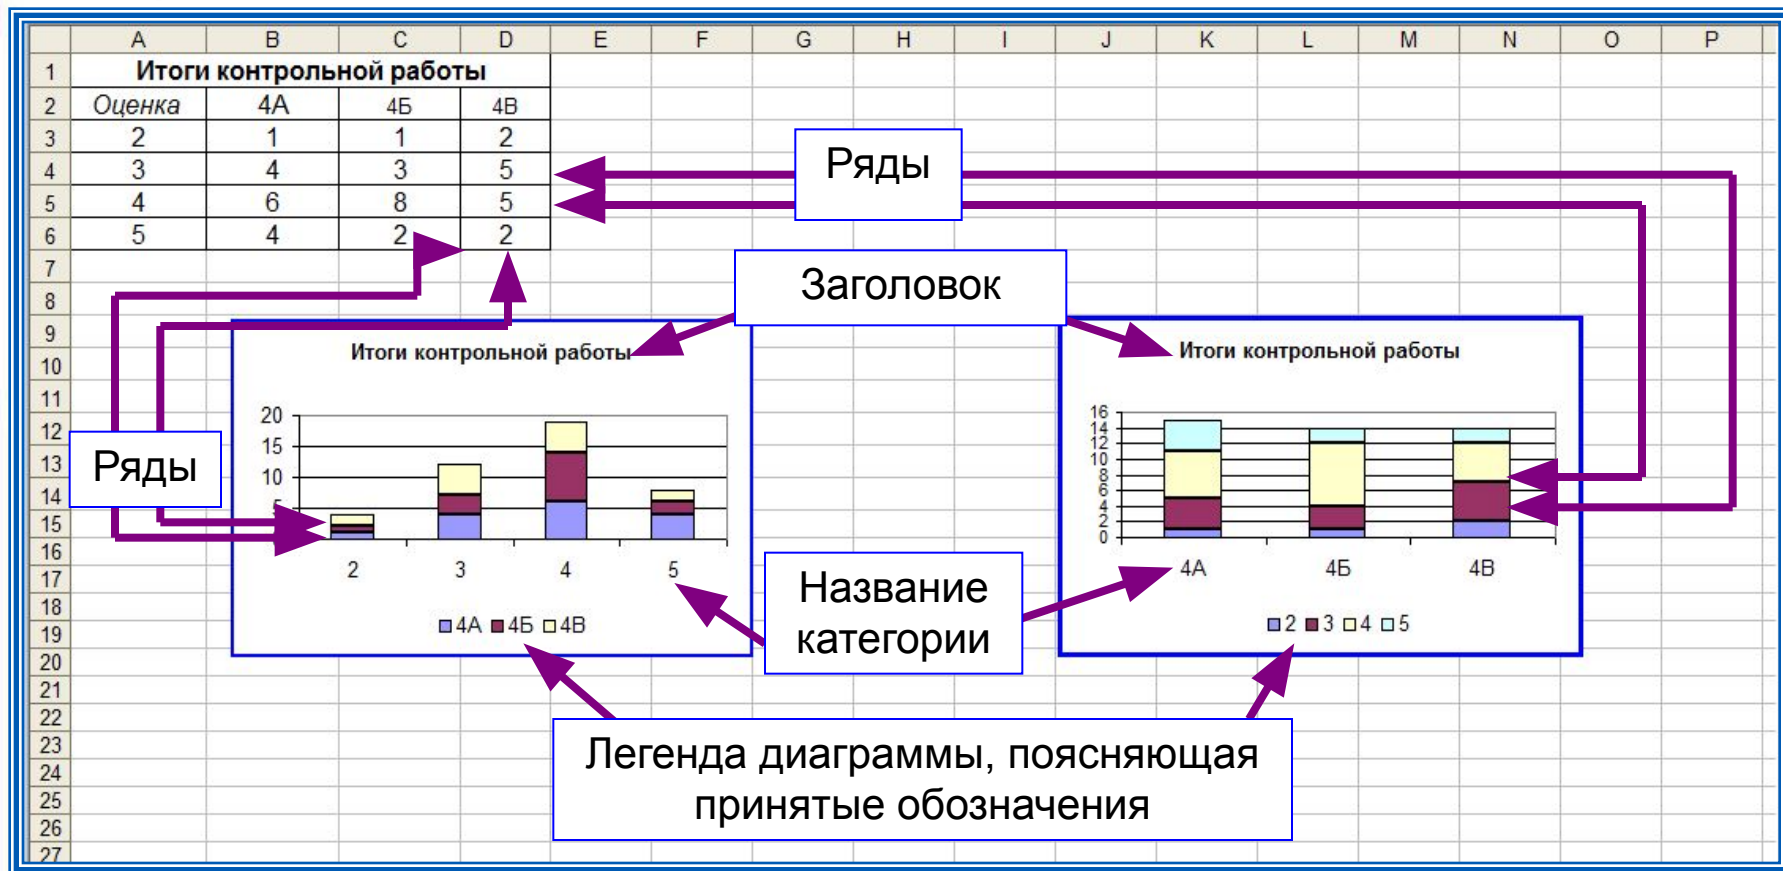 A B C D E F G H I J K L M N O P
1 Итоги контрольной работы
2 Оценка 4А 4Б 4В
3 2 1 1 2
4 3 4 3 5
5 4 6 8 5
6 5 4 2 2
7
8
9
10
11
12
13
14
15
16
17
18
19
20
21
22
23
24
25
26
27
Ряды
Заголовок
Итоги контрольной работы
20
15
10
5
2 3 4 5
4А 4Б 4В
Ряды
Итоги контрольной работы
16
14
12
10
8
6
4
2
0
4А 4Б 4В
2 3 4 5
Название
категории
Легенда диаграммы, поясняющая
принятые обозначения